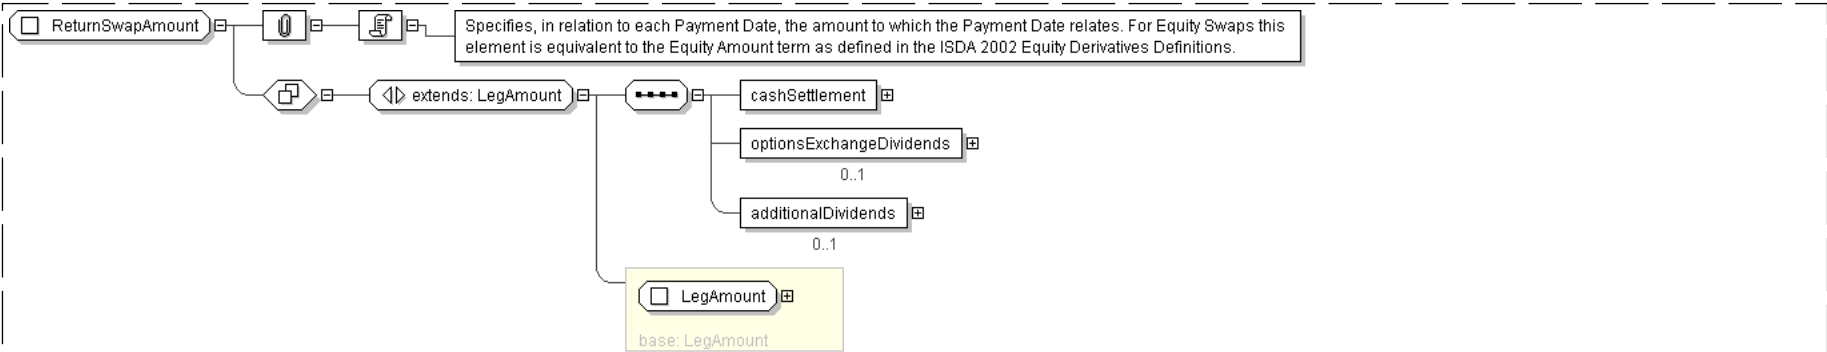 ReturnSwapAmount
Specifies, in relation to each Payment Date, the amount to which the Payment Date relates. For Equity Swaps this
element is equivalent to the Equity Amount term as defined in the ISDA 2002 Equity Derivatives Definitions.
extends: LegAmount
cashSettlement
optionsExchangeDividends
0..1
additionalDividends
0..1
LegAmount
base: LegAmount